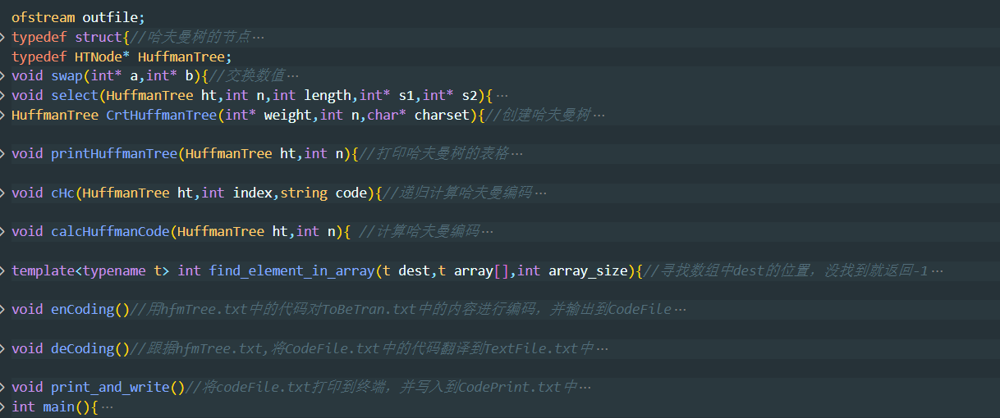 ofstream outfile;
typedef struct{//哈夫曼树的节点…
typedef HTNode* HuffmanTree;
void swap(int* a,int* b){//交换数值…
void select(HuffmanTree ht,int n,int length,int* s1,int* s2){…
HuffmanTree CrtHuffmanTree(int* weight,int n,char* charset){//创建哈夫曼树…
void printHuffmanTree(HuffmanTree ht,int n){//打印哈夫曼树的表格…
void cHc(HuffmanTree ht,int index,string code){//递归计算哈夫曼编码…
void calcHuffmanCode(HuffmanTree ht,int n){ //计算哈夫曼编码…
template<typename t> int find_element_in_array(t dest,t array[],int array_size){//寻找数组中dest的位置，没找到就返回-1…
void enCoding()//用hfmTree.txt中的代码对ToBeTran.txt中的内容进行编码，并输出到CodeFile…
void deCoding()//跟据hfmTree.txt,将CodeFile.txt中的代码翻译到TextFile.txt中…
void print_and_write()//将codeFile.txt打印到终端，并写入到CodePrint.txt中…
int main(){…